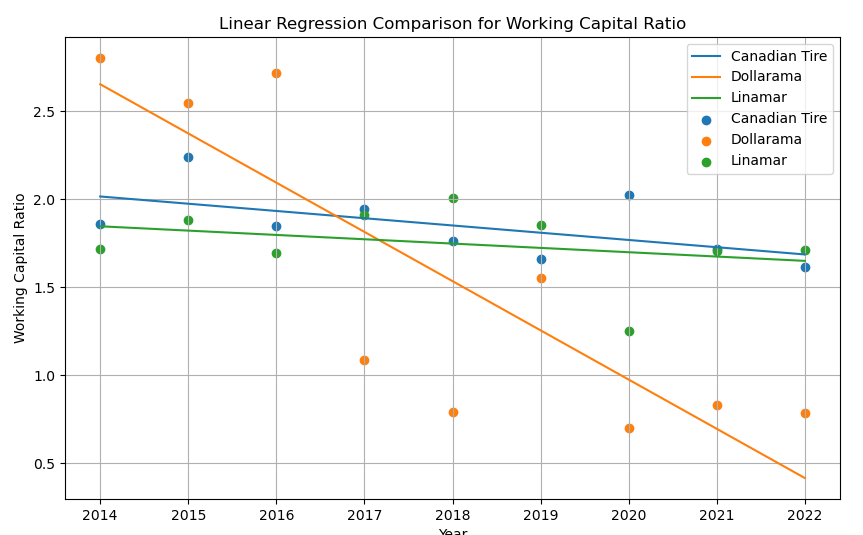 Linear Regression Comparison for Working Capital Ratio
Canadian Tire
Dollarama
Linamar
Canadian Tire
Dollarama
Linamar
Working Capital Ratio
2.5
2.0
1.5
1.0
0.5
2014 2015 2016 2017 2018 2019 2020 2021 2022
Year